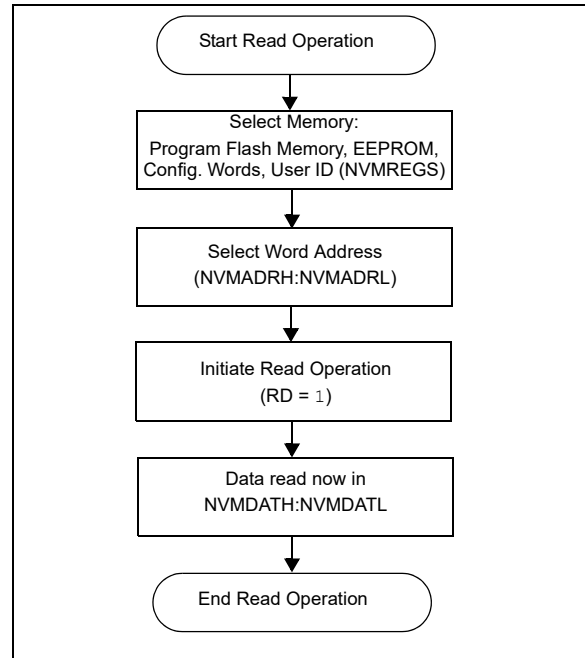 Start Read Operation
Select Memory:
Program Flash Memory, EEPROM,
Config. Words, User ID (NVMREGS)
Select Word Address
(NVMADRH:NVMADRL)
Initiate Read Operation
(RD = 1)
Data read now in
NVMDATH:NVMDATL
End Read Operation